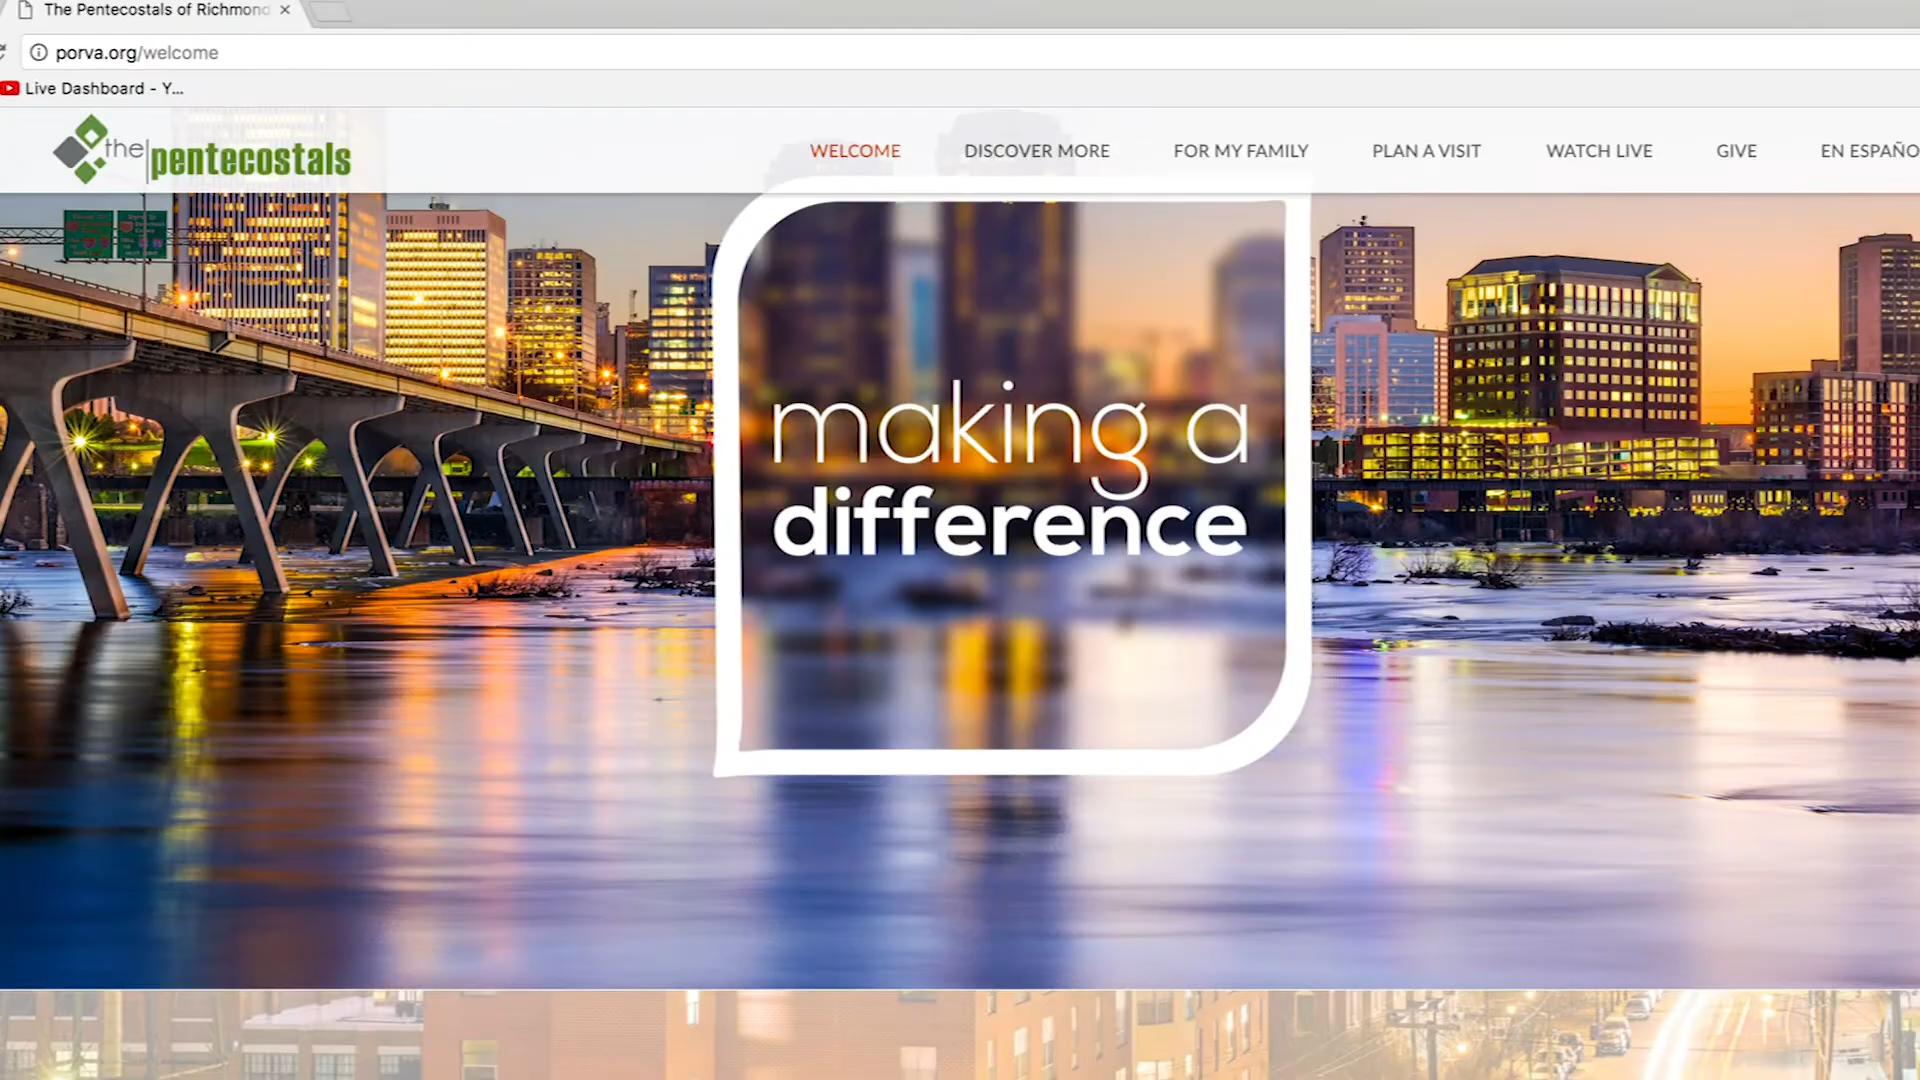 The Pentecostals of Richmond
porva.org/welcome
Live Dashboard - Y...
the pentecostals
WELCOME
DISCOVER MORE
FOR MY FAMILY
PLAN A VISIT
WATCH LIVE
GIVE
EN ESPAÑO
making a
difference